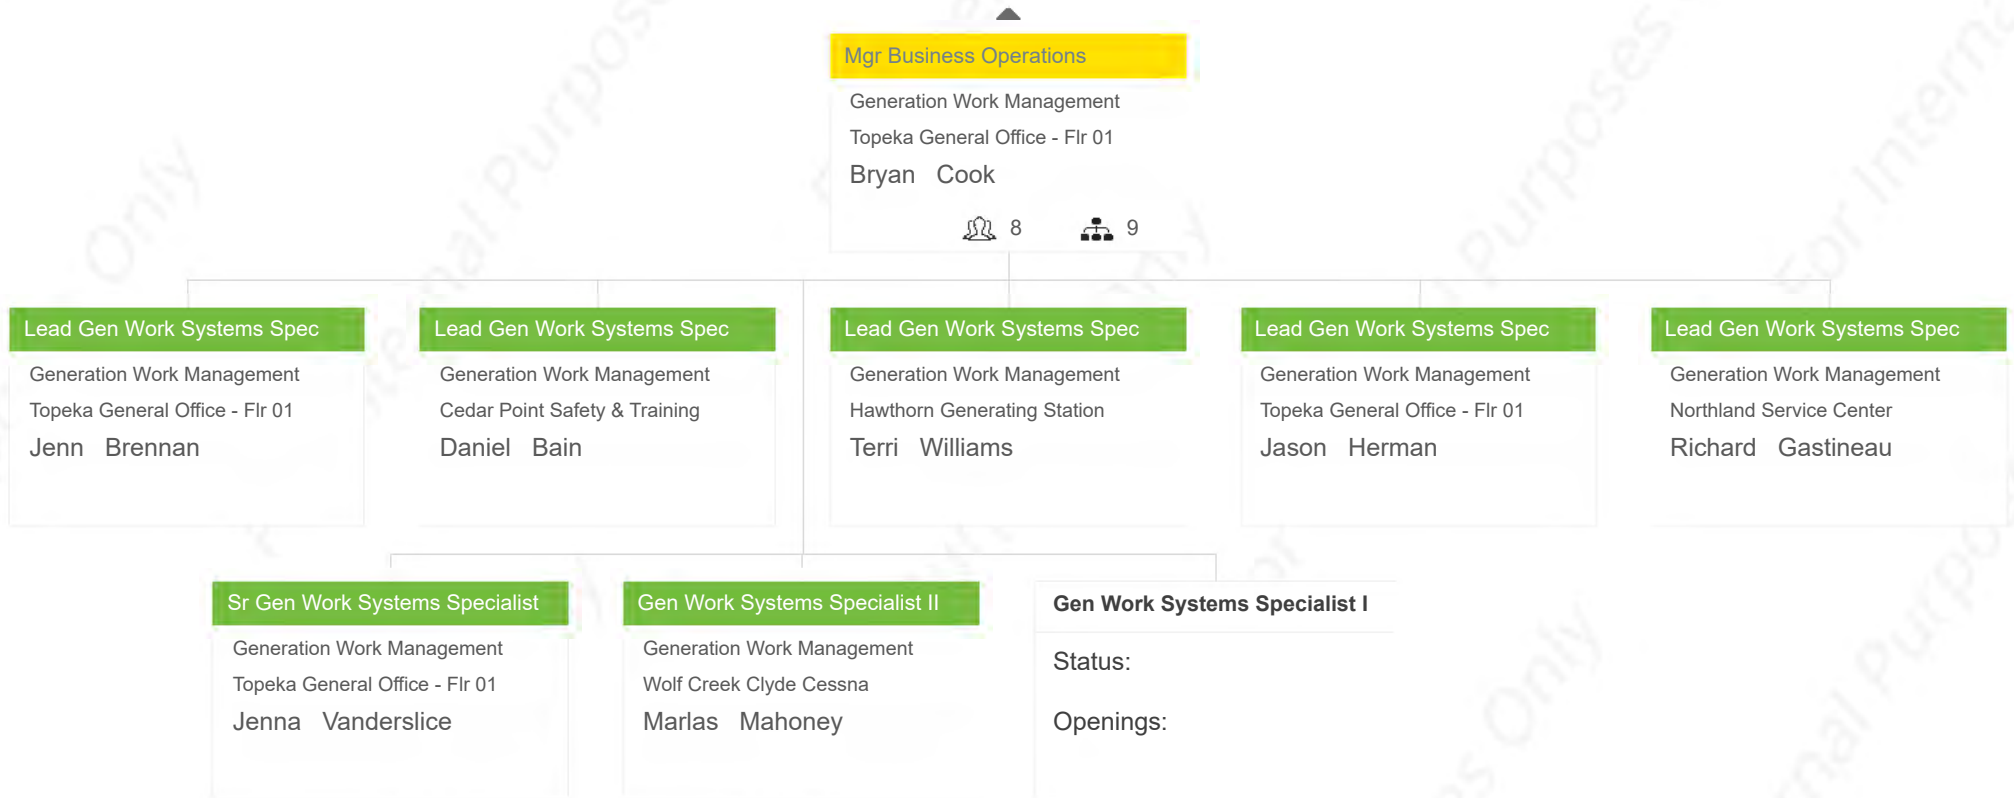 Mgr Business Operations
Generation Work Management
Topeka General Office - Flr 01
Bryan Cook
8 9
Lead Gen Work Systems Spec
Generation Work Management
Topeka General Office - Flr 01
Jenn Brennan
Lead Gen Work Systems Spec
Generation Work Management
Cedar Point Safety & Training
Daniel Bain
Lead Gen Work Systems Spec
Generation Work Management
Hawthorn Generating Station
Terri Williams
Lead Gen Work Systems Spec
Generation Work Management
Topeka General Office - Flr 01
Jason Herman
Lead Gen Work Systems Spec
Generation Work Management
Northland Service Center
Richard Gastineau
Sr Gen Work Systems Specialist
Generation Work Management
Topeka General Office - Flr 01
Jenna Vanderslice
Gen Work Systems Specialist II
Generation Work Management
Wolf Creek Clyde Cessna
Marlas Mahoney
Gen Work Systems Specialist I
Status:
Openings: